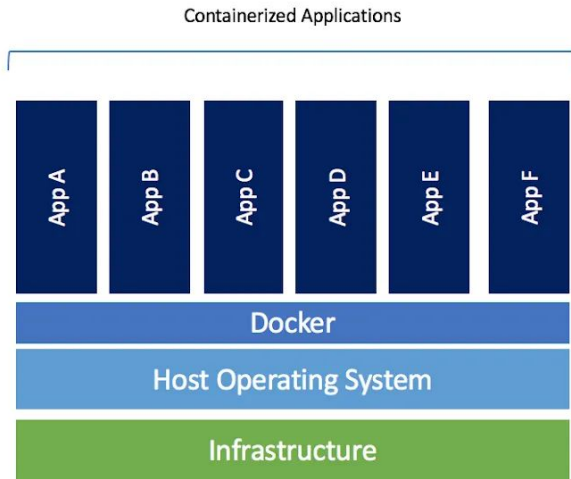 Containerized Applications
App A
App B
App C
App D
App E
App F
Docker
Host Operating System
Infrastructure